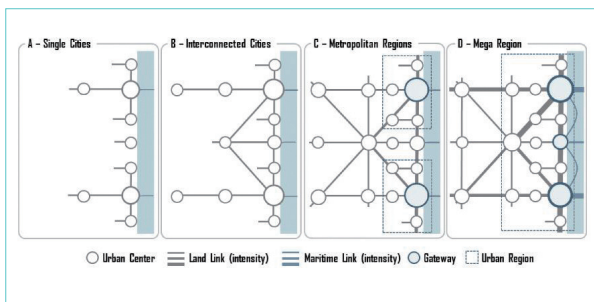 A – Single Cities
B – Interconnected Cities
C – Metropolitan Regions
D – Mega Region
Urban Center
Land Link (intensity)
Maritime Link (intensity)
Gateway
Urban Region